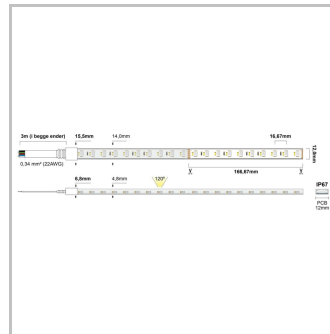 3m (i begge ender)
15,5mm
14,0mm
16,67mm
12,0mm
0,34 mm² (22AWG)
166,67mm
6,8mm
4,8mm
120°
IP67
PCB
12mm